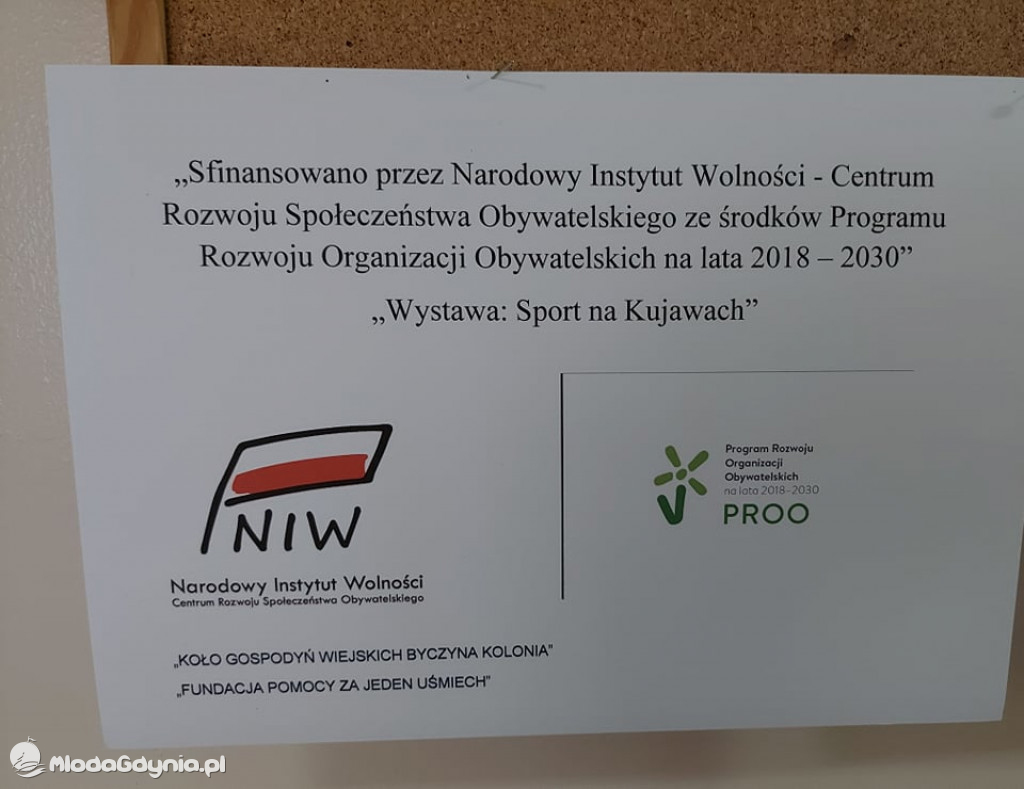 „Sfinansowano przez Narodowy Instytut Wolności - Centrum
Rozwoju Społeczeństwa Obywatelskiego ze środków Programu
Rozwoju Organizacji Obywatelskich na lata 2018 – 2030”
„Wystawa: Sport na Kujawach”
NIW
Narodowy Instytut Wolności
Centrum Rozwoju Społeczeństwa Obywatelskiego
Program Rozwoju
Organizacji
Obywatelskich
na lata 2018-2030
PROO
„KOŁO GOSPODYŃ WIEJSKICH BYCZYNA KOLONIA”
„FUNDACJA POMOCY ZA JEDEN UŚMIECH”
MlodaGdynia.pl